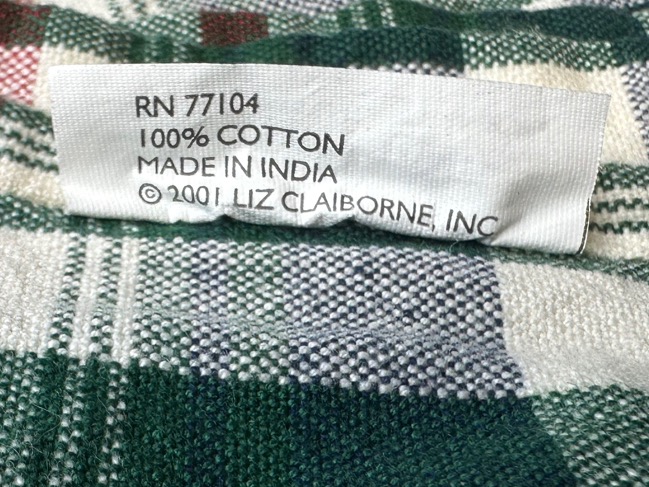 RN 77104
100% COTTON
MADE IN INDIA
© 2001 LIZ CLAIBORNE, INC